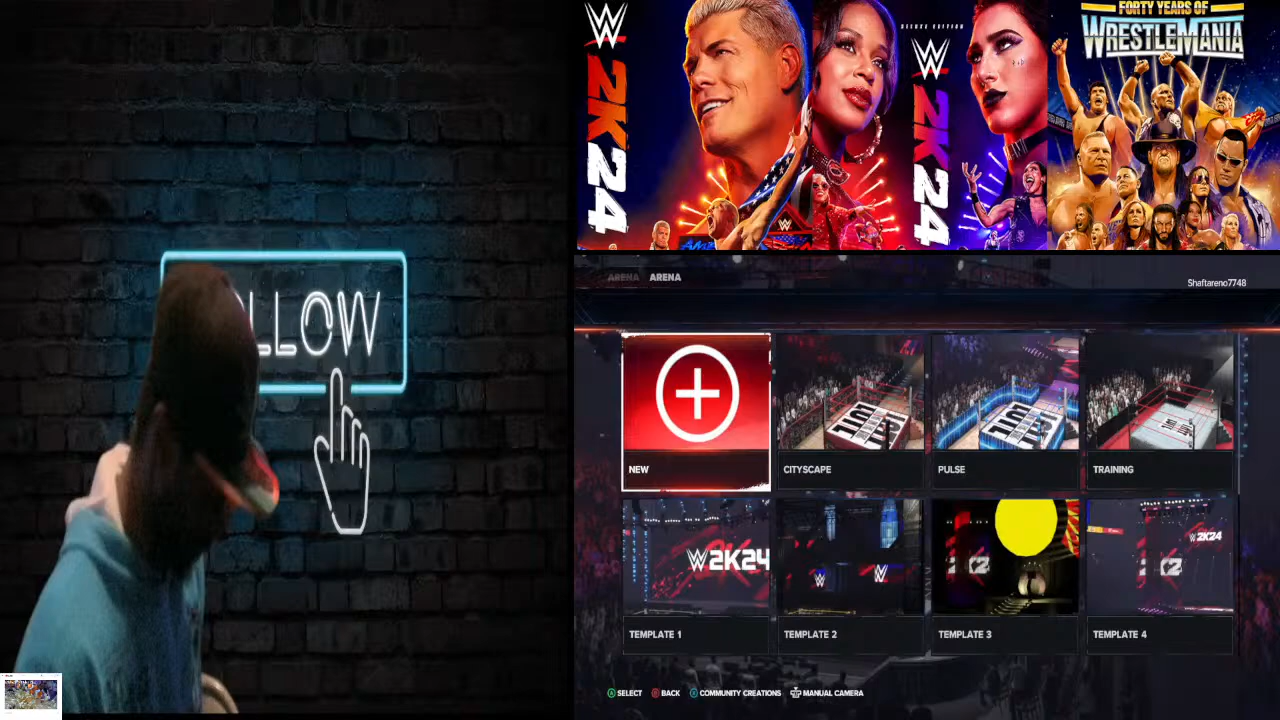 LLOW
W
2K24
DELUXE EDITION
W
2K24
FORTY YEARS OF
WRESTLEMANIA
ARENA ARENA
Shaftareno7748
NEW
CITYSCAPE
PULSE
TRAINING
W2K24
W2K24
TEMPLATE 1
TEMPLATE 2
TEMPLATE 3
TEMPLATE 4
A SELECT B BACK X COMMUNITY CREATIONS MANUAL CAMERA